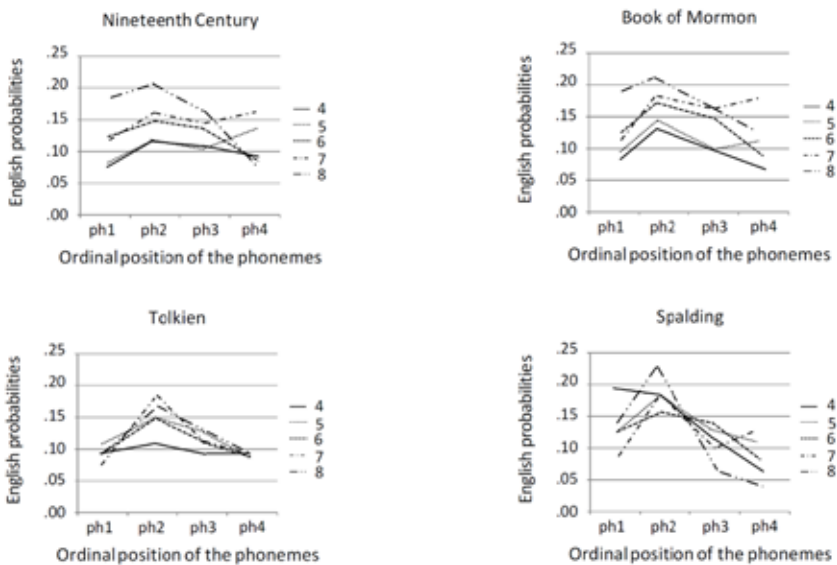 Nineteenth Century
English probabilities
.25
.20
.15
.10
.05
.00
ph1 ph2 ph3 ph4
Ordinal position of the phonemes
4
5
6
7
8
Book of Mormon
English probabilities
.25
.20
.15
.10
.05
.00
ph1 ph2 ph3 ph4
Ordinal position of the phonemes
4
5
6
7
8
Tolkien
English probabilities
.25
.20
.15
.10
.05
.00
ph1 ph2 ph3 ph4
Ordinal position of the phonemes
4
5
6
7
8
Spalding
English probabilities
.25
.20
.15
.10
.05
.00
ph1 ph2 ph3 ph4
Ordinal position of the phonemes
4
5
6
7
8